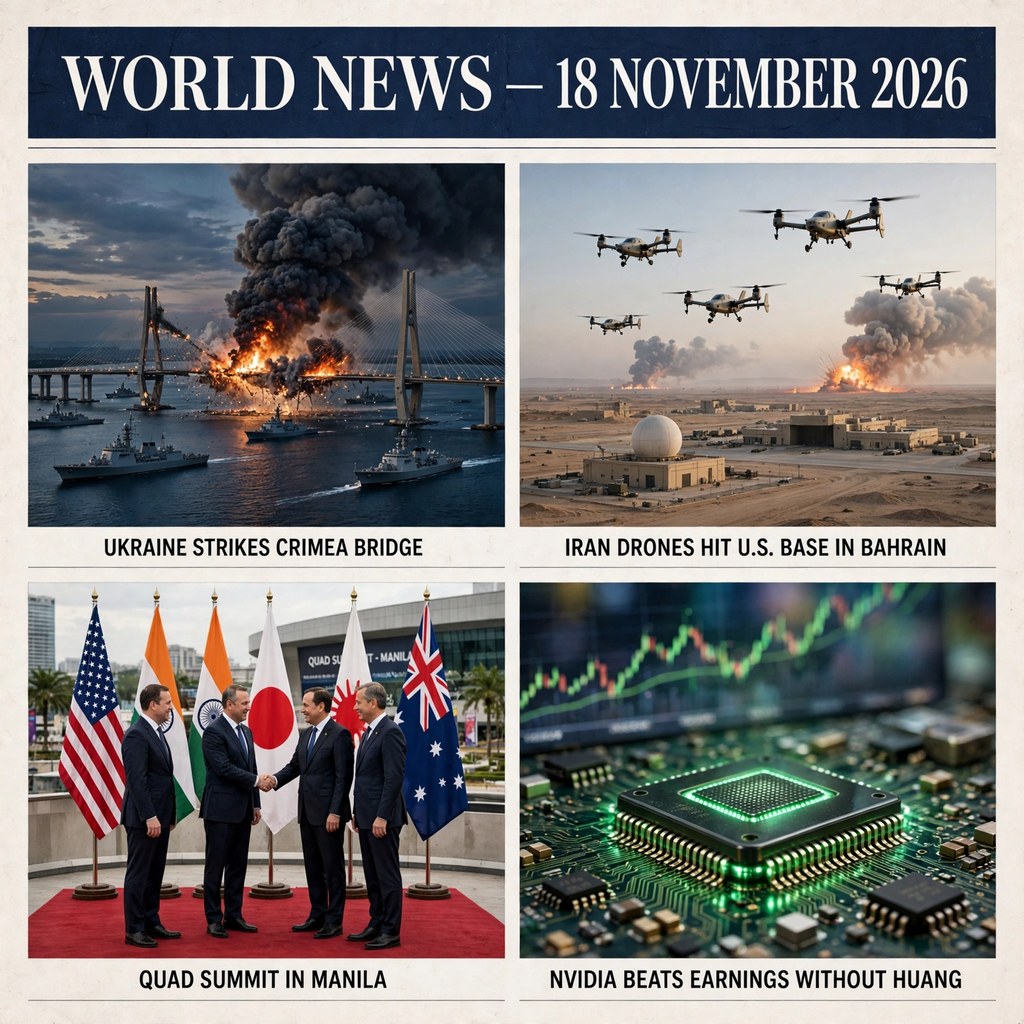 WORLD NEWS — 18 NOVEMBER 2026
UKRAINE STRIKES CRIMEA BRIDGE
IRAN DRONES HIT U.S. BASE IN BAHRAIN
QUAD SUMMIT - MANILA
QUAD SUMMIT IN MANILA
NVIDIA BEATS EARNINGS WITHOUT HUANG